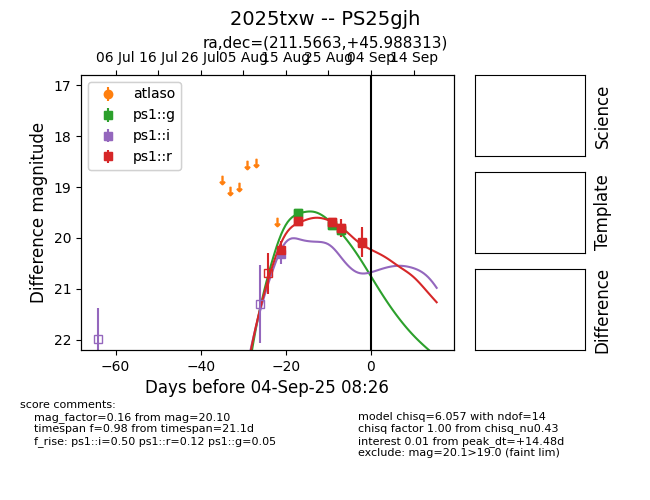 2025txw -- PS25gjh
ra,dec=(211.5663,+45.988313)
06 Jul 16 Jul 26 Jul 05 Aug 15 Aug 25 Aug 04 Sep 14 Sep
atlaso
ps1::g
ps1::i
ps1::r
Difference magnitude
17
18
19
20
21
22
−60 −40 −20 0
Days before 04-Sep-25 08:26
Science
Template
Difference
score comments:
mag_factor=0.16 from mag=20.10
timespan f=0.98 from timespan=21.1d
f_rise: ps1::i=0.50 ps1::r=0.12 ps1::g=0.05
model chisq=6.057 with ndof=14
chisq factor 1.00 from chisq_nu0.43
interest 0.01 from peak_dt=+14.48d
exclude: mag=20.1>19.0 (faint lim)